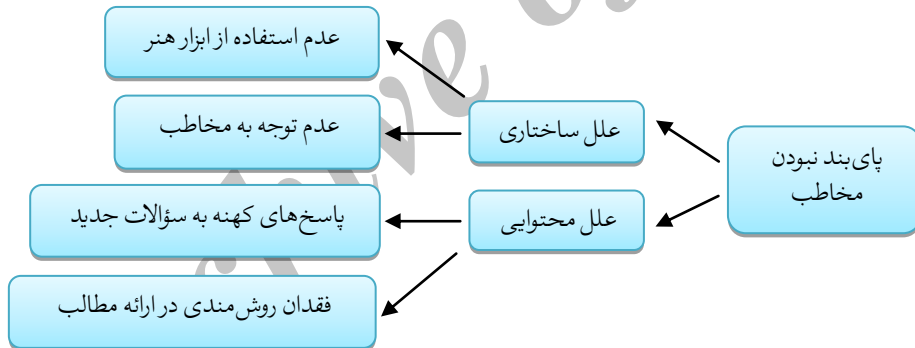 پای‌بند نبودن
مخاطب
علل ساختاری
عدم استفاده از ابزار هنر
عدم توجه به مخاطب
علل محتوایی
پاسخ‌های کهنه به سؤالات جدید
فقدان روش‌مندی در ارائه مطالب